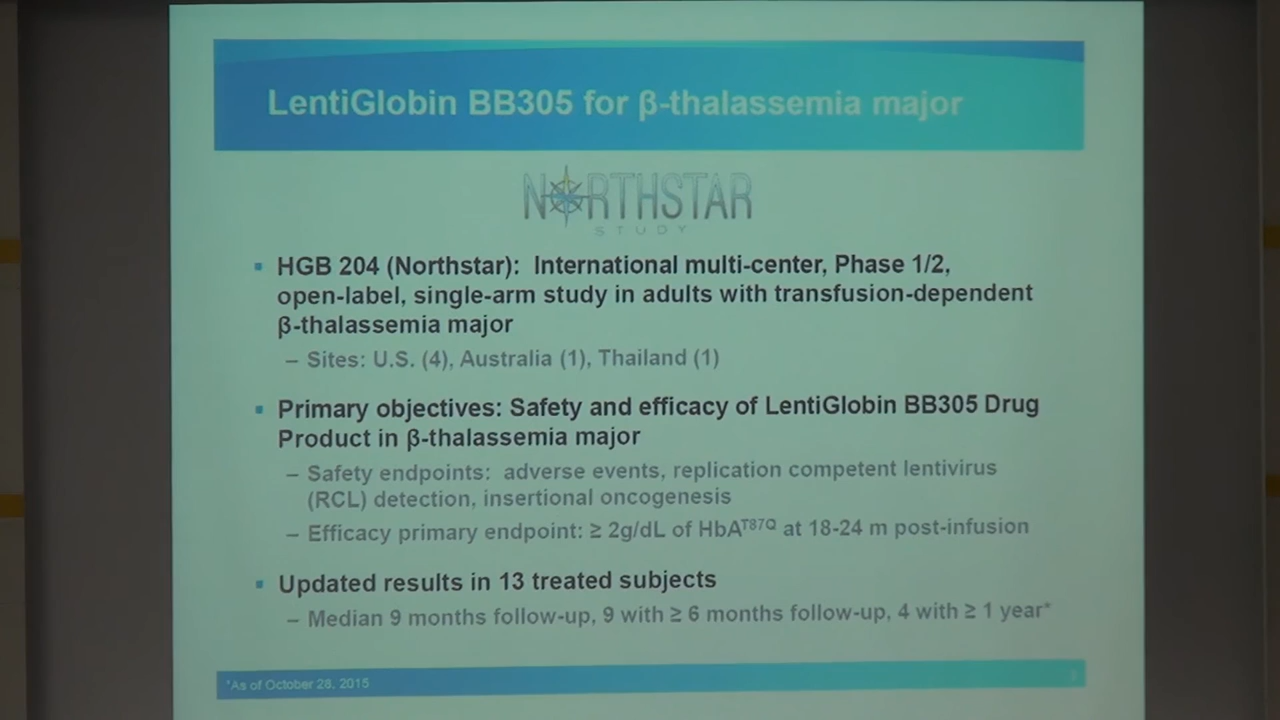 LentiGlobin BB305 for β-thalassemia major
NORTHSTAR
STUDY
▪ HGB 204 (Northstar): International multi-center, Phase 1/2,
open-label, single-arm study in adults with transfusion-dependent
β-thalassemia major
– Sites: U.S. (4), Australia (1), Thailand (1)
▪ Primary objectives: Safety and efficacy of LentiGlobin BB305 Drug
Product in β-thalassemia major
– Safety endpoints: adverse events, replication competent lentivirus
(RCL) detection, insertional oncogenesis
– Efficacy primary endpoint: ≥ 2g/dL of HbAᵀ⁸⁷Q at 18-24 m post-infusion
▪ Updated results in 13 treated subjects
– Median 9 months follow-up, 9 with ≥ 6 months follow-up, 4 with ≥ 1 year*
*As of October 28, 2015